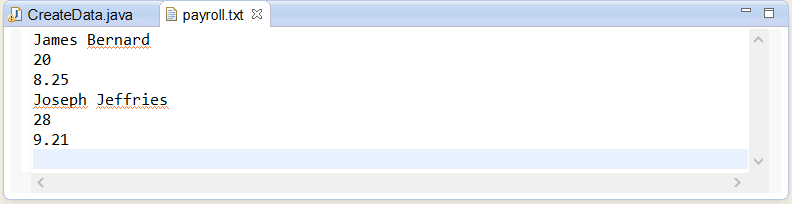 CreateData.java payroll.txt
James Bernard
20
8.25
Joseph Jeffries
28
9.21